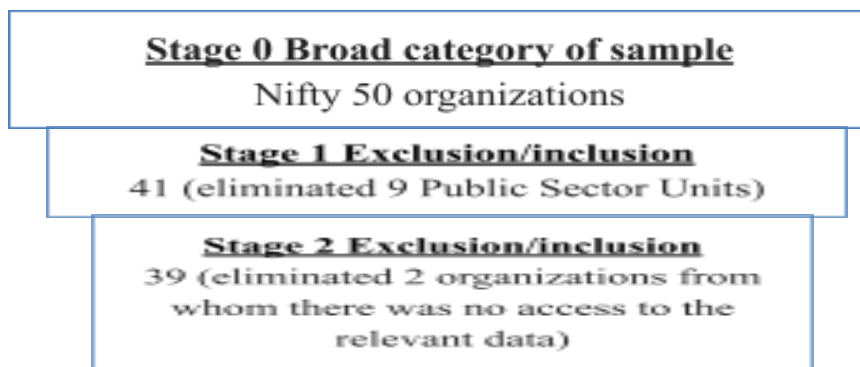 Stage 0 Broad category of sample
Nifty 50 organizations
Stage 1 Exclusion/inclusion
41 (eliminated 9 Public Sector Units)
Stage 2 Exclusion/inclusion
39 (eliminated 2 organizations from
whom there was no access to the
relevant data)